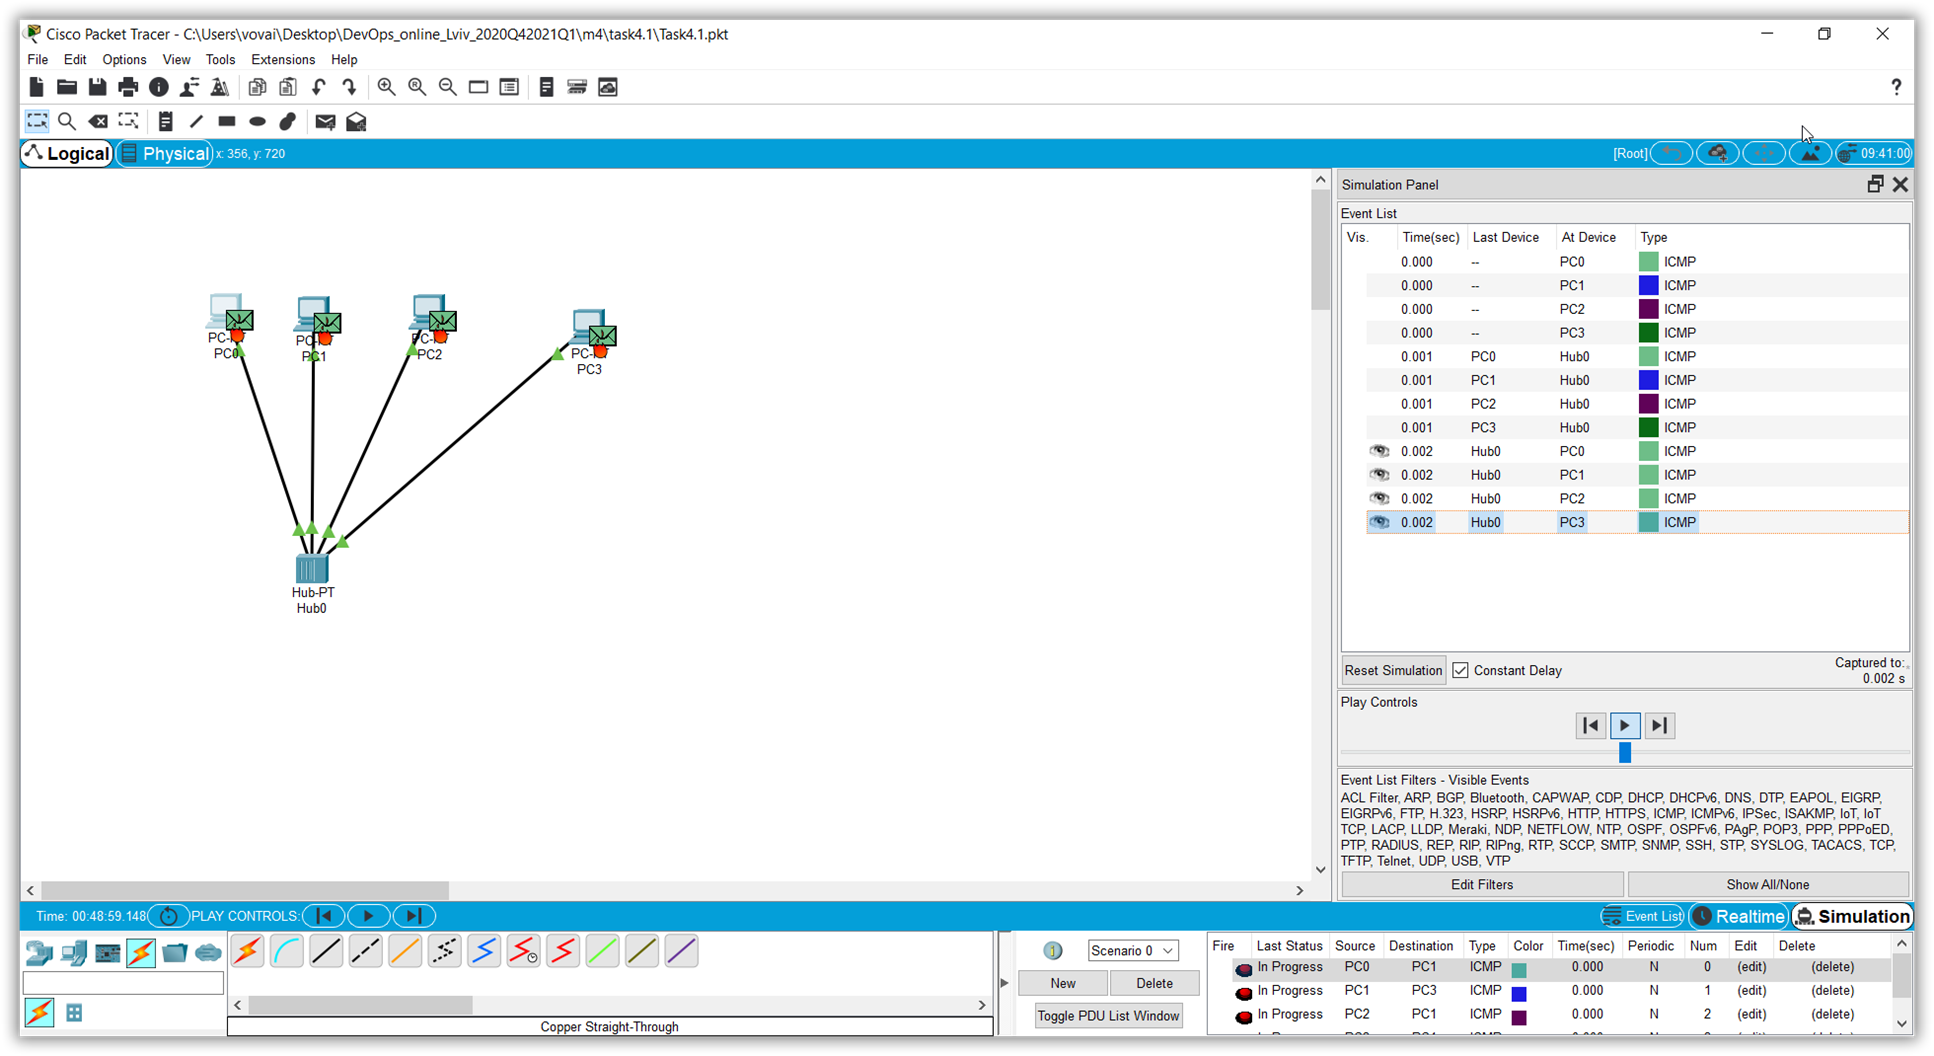 Cisco Packet Tracer - C:\Users\vovai\Desktop\DevOps_online_Lviv_2020Q42021Q1\m4\task4.1\Task4.1.pkt
File Edit Options View Tools Extensions Help
?
Logical Physical x: 356, y: 720
[Root] 09:41:00
PC0
PC1
PC2
PC3
Hub-PT
Hub0
Simulation Panel
Event List
Vis. Time(sec) Last Device At Device Type
0.000 -- PC0 ICMP
0.000 -- PC1 ICMP
0.000 -- PC2 ICMP
0.000 -- PC3 ICMP
0.001 PC0 Hub0 ICMP
0.001 PC1 Hub0 ICMP
0.001 PC2 Hub0 ICMP
0.001 PC3 Hub0 ICMP
0.002 Hub0 PC0 ICMP
0.002 Hub0 PC1 ICMP
0.002 Hub0 PC2 ICMP
0.002 Hub0 PC3 ICMP
Reset Simulation Constant Delay
Captured to:
0.002 s
Play Controls
Event List Filters - Visible Events
ACL Filter, ARP, BGP, Bluetooth, CAPWAP, CDP, DHCP, DHCPv6, DNS, DTP, EAPOL, EIGRP,
EIGRPv6, FTP, H.323, HSRP, HSRPv6, HTTP, HTTPS, ICMP, ICMPv6, IPSec, ISAKMP, IoT, IoT
TCP, LACP, LLDP, Meraki, NDP, NETFLOW, NTP, OSPF, OSPFv6, PAgP, POP3, PPP, PPPoED,
PTP, RADIUS, REP, RIP, RIPng, RTP, SCCP, SMTP, SNMP, SSH, STP, SYSLOG, TACACS, TCP,
TFTP, Telnet, UDP, USB, VTP
Edit Filters Show All/None
Time: 00:48:59.148 PLAY CONTROLS:
Event List Realtime Simulation
Copper Straight-Through
Scenario 0
New Delete
Toggle PDU List Window
Fire Last Status Source Destination Type Color Time(sec) Periodic Num Edit Delete
In Progress PC0 PC1 ICMP 0.000 N 0 (edit) (delete)
In Progress PC1 PC3 ICMP 0.000 N 1 (edit) (delete)
In Progress PC2 PC1 ICMP 0.000 N 2 (edit) (delete)